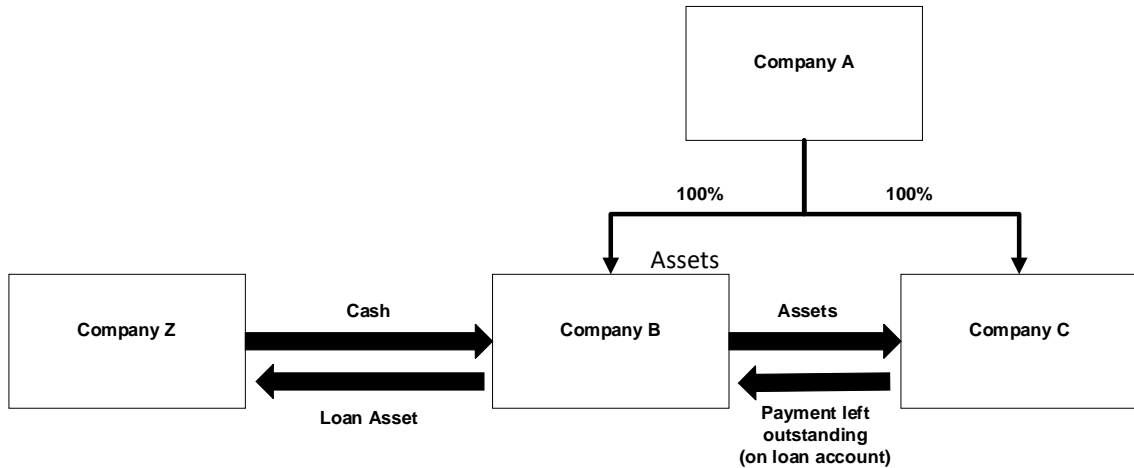 Company A
100%
100%
Assets
Company Z
Cash
Company B
Assets
Company C
Loan Asset
Payment left
outstanding
(on loan account)